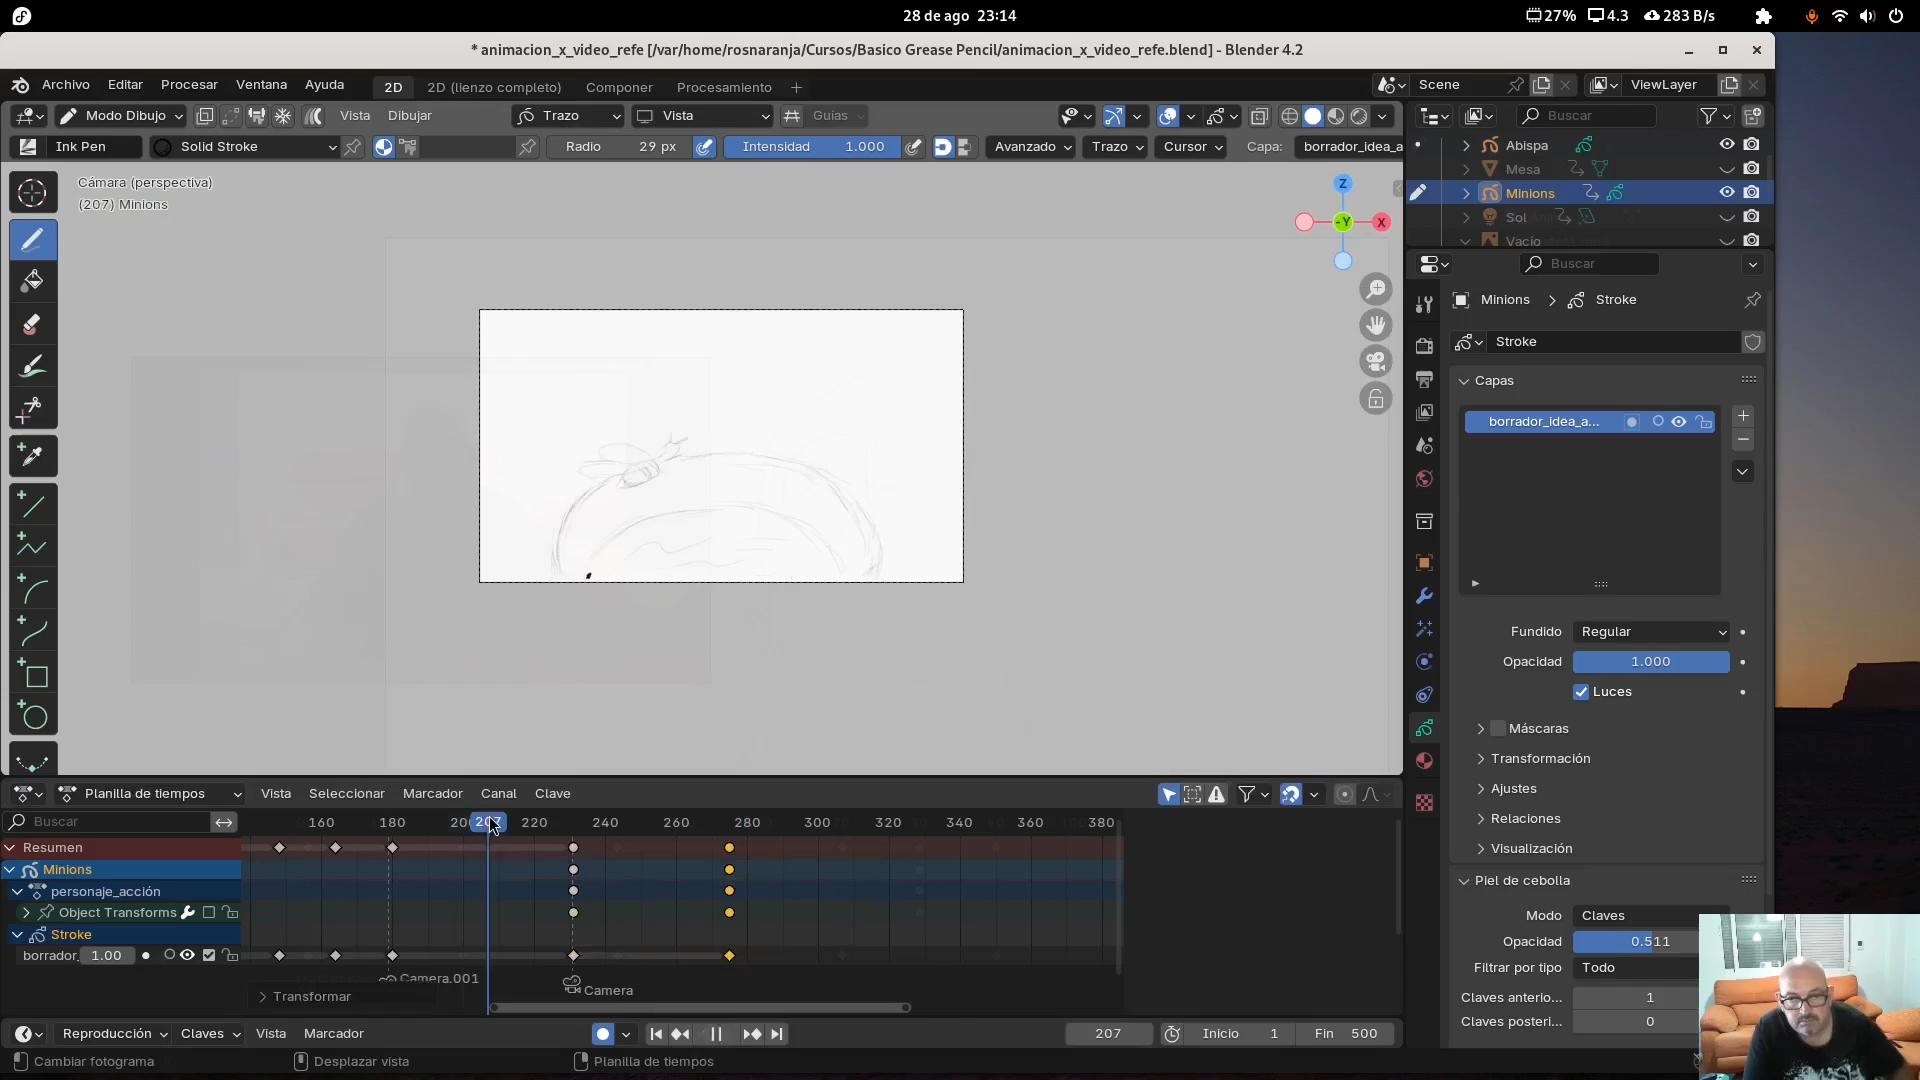 28 de ago 23:14
27% 4.3 283 B/s
* animacion_x_video_refe [/var/home/rosnaranja/Cursos/Basico Grease Pencil/animacion_x_video_refe.blend] - Blender 4.2
Archivo Editar Procesar Ventana Ayuda 2D 2D (lienzo completo) Componer Procesamiento + Scene ViewLayer
Modo Dibujo Vista Dibujar Trazo Vista Guías Buscar
Ink Pen Solid Stroke Radio 29 px Intensidad 1.000 Avanzado Trazo Cursor Capa: borrador_idea_a
Abispa
Mesa
Minions
Sol
Vacío
Cámara (perspectiva)
(207) Minions
Z
-Y X
Buscar
Minions > Stroke
Stroke
Capas
borrador_idea_a...
Fundido Regular
Opacidad 1.000
Luces
Máscaras
Transformación
Ajustes
Relaciones
Visualización
Piel de cebolla
Modo Claves
Opacidad 0.511
Filtrar por tipo Todo
Claves anterio... 1
Claves posteri... 0
Planilla de tiempos Vista Seleccionar Marcador Canal Clave
Buscar 160 180 207 220 240 260 280 300 320 340 360 380
Resumen
Minions
personaje_acción
Object Transforms
Stroke
borrador_ 1.00
Camera.001
Camera
Transformar
Reproducción Claves Vista Marcador 207 Inicio 1 Fin 500
Cambiar fotograma Desplazar vista Planilla de tiempos